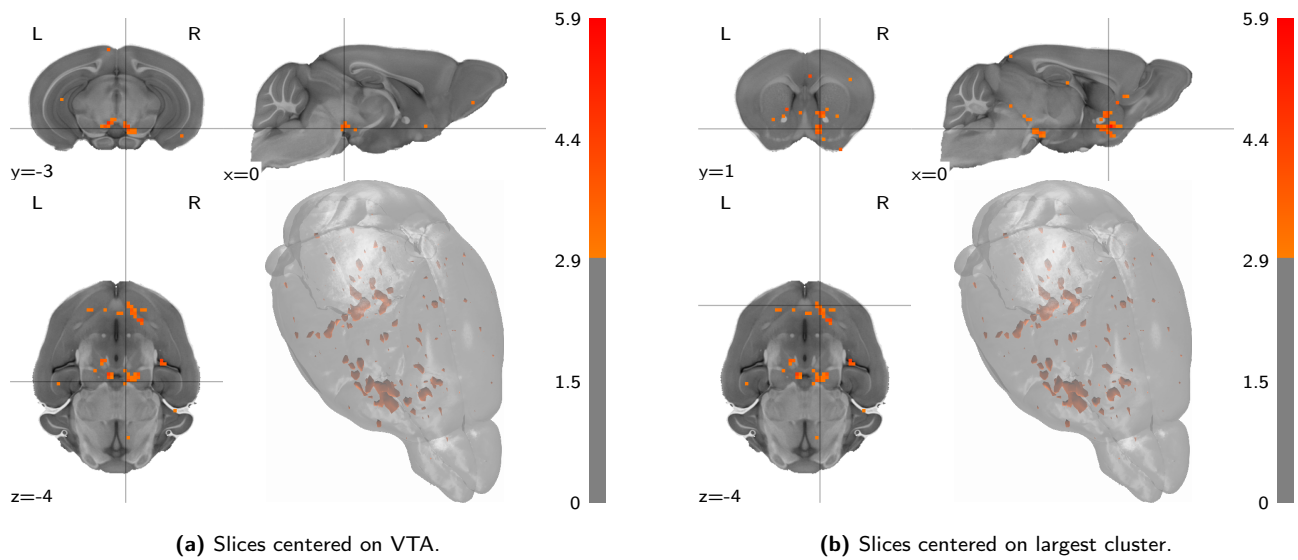 L
R
y=-3
x=0
L
R
z=-4
5.9
4.4
2.9
1.5
0
(a) Slices centered on VTA.
L
R
y=1
x=0
L
R
z=-4
5.9
4.4
2.9
1.5
0
(b) Slices centered on largest cluster.